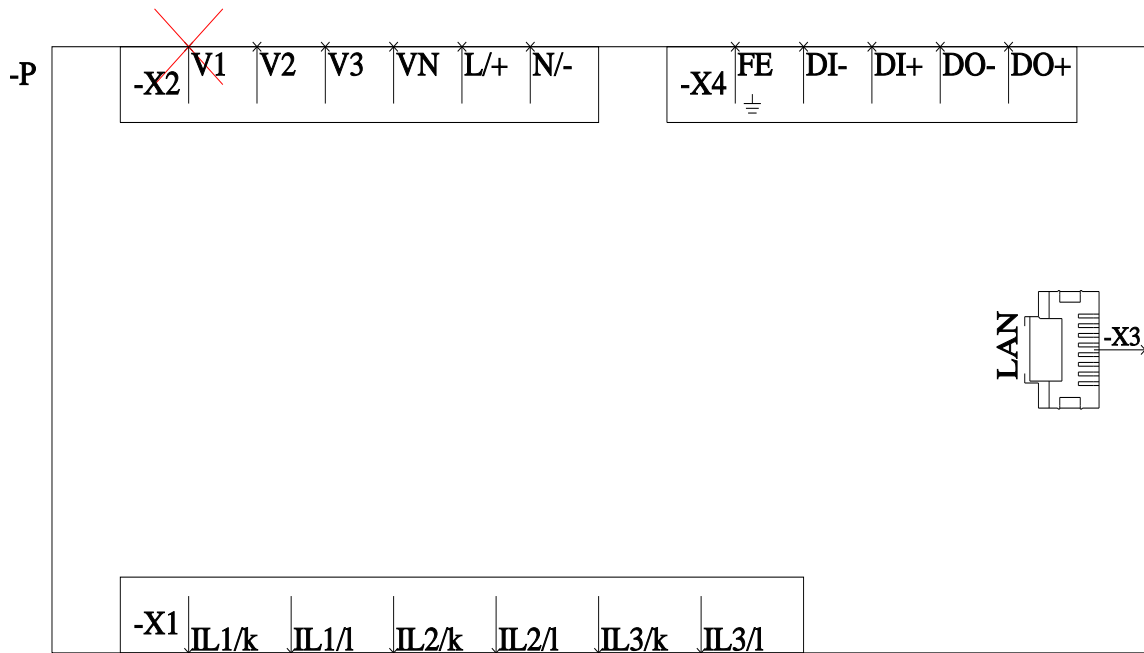 -P
-X2 V1 V2 V3 VN L/+ N/-
-X4 FE DI- DI+ DO- DO+
LAN
-X3
-X1 IL1/k IL1/l IL2/k IL2/l IL3/k IL3/l